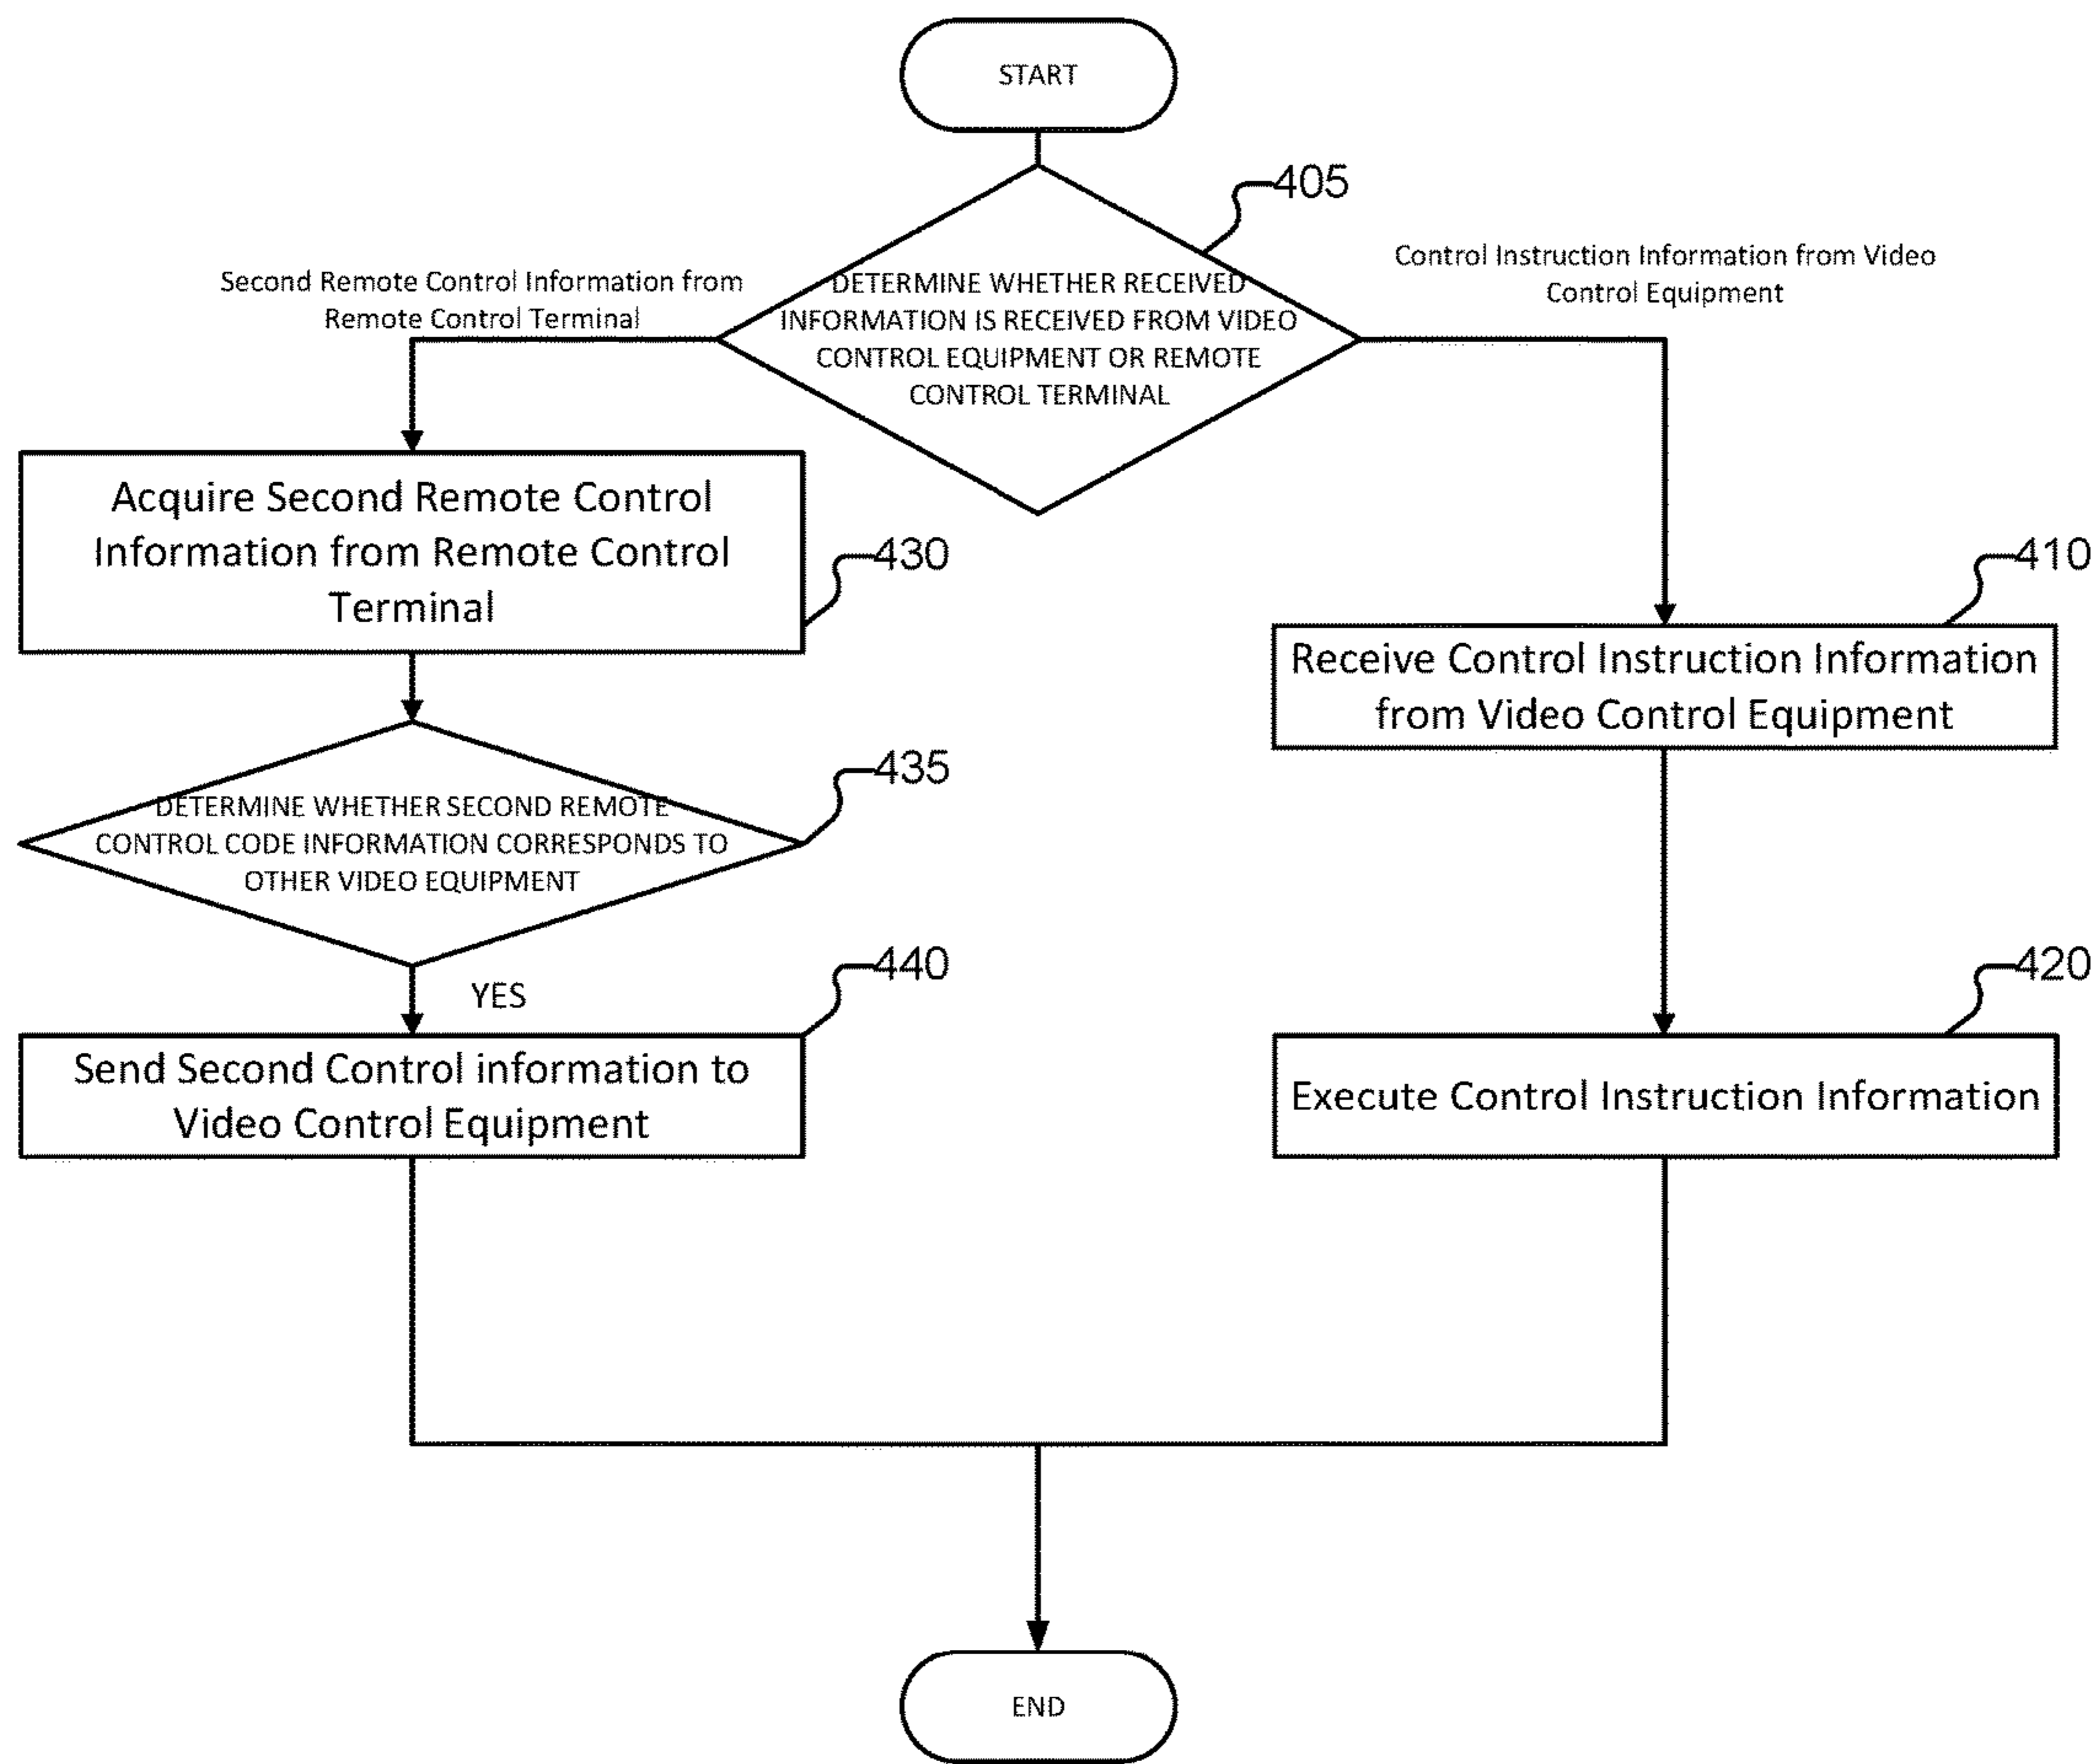 START
405
DETERMINE WHETHER RECEIVED
INFORMATION IS RECEIVED FROM VIDEO
CONTROL EQUIPMENT OR REMOTE
CONTROL TERMINAL
Second Remote Control Information from
Remote Control Terminal
Control Instruction Information from Video
Control Equipment
Acquire Second Remote Control
Information from Remote Control
Terminal
430
410
Receive Control Instruction Information
from Video Control Equipment
435
DETERMINE WHETHER SECOND REMOTE
CONTROL CODE INFORMATION CORRESPONDS TO
OTHER VIDEO EQUIPMENT
YES
440
Send Second Control information to
Video Control Equipment
420
Execute Control Instruction Information
END